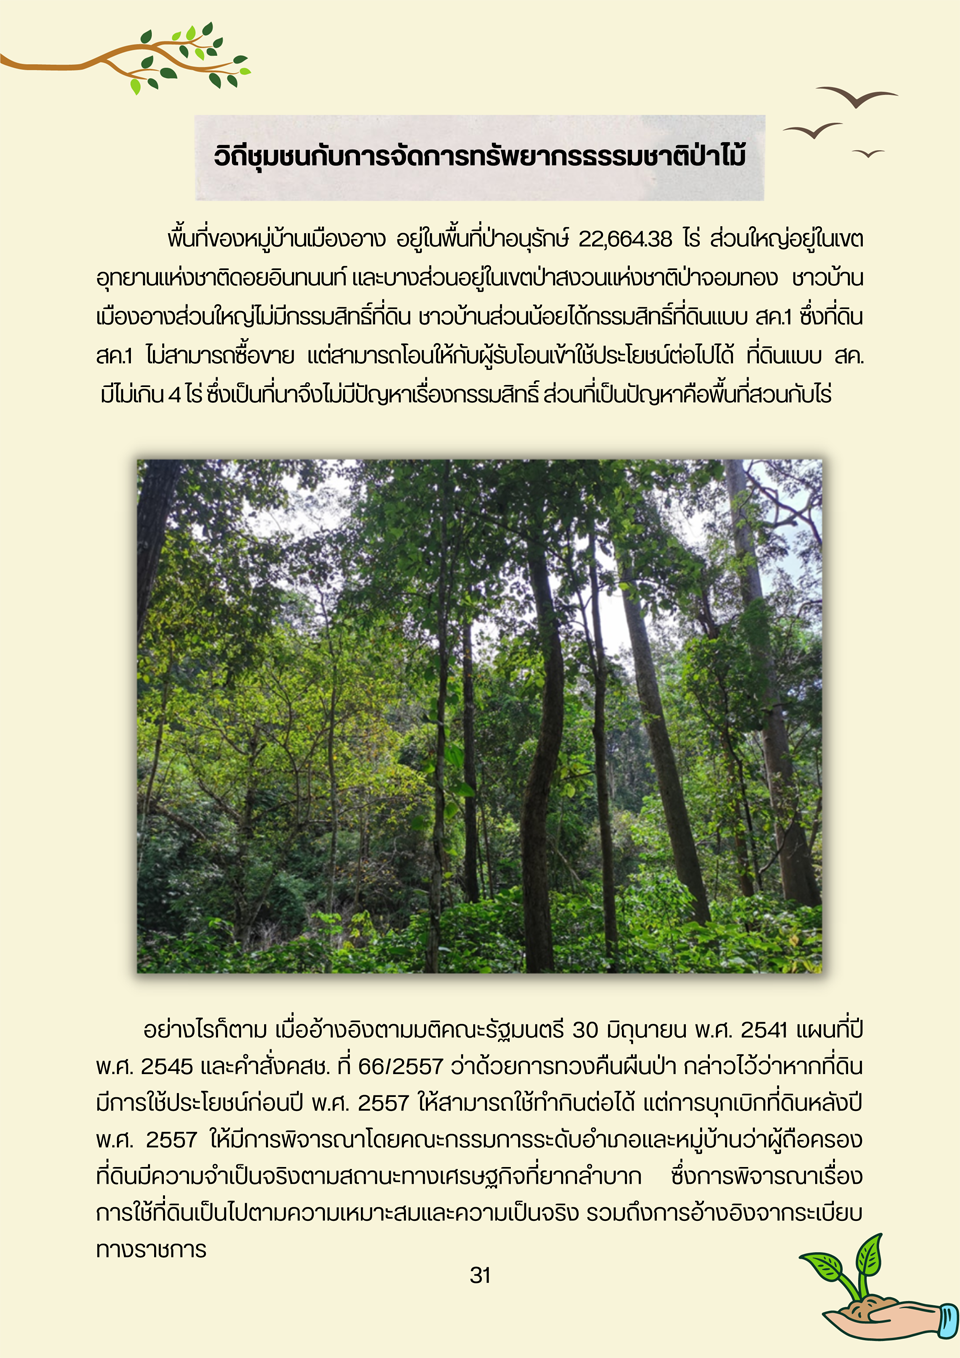 วิถีชุมชนกับการจัดการทรัพยากรธรรมชาติป่าไม้
พื้นที่ของหมู่บ้านเมืองอาง อยู่ในพื้นที่ป่าอนุรักษ์ 22,664.38 ไร่ ส่วนใหญ่อยู่ในเขต
อุทยานแห่งชาติดอยอินทนนท์ และบางส่วนอยู่ในเขตป่าสงวนแห่งชาติป่าจอมทอง ชาวบ้าน
เมืองอางส่วนใหญ่ไม่มีกรรมสิทธิ์ที่ดิน ชาวบ้านส่วนน้อยได้กรรมสิทธิ์ที่ดินแบบ สค.1 ซึ่งที่ดิน
สค.1 ไม่สามารถซื้อขาย แต่สามารถโอนให้กับผู้รับโอนเข้าใช้ประโยชน์ต่อไปได้ ที่ดินแบบ สค.
มีไม่เกิน 4 ไร่ ซึ่งเป็นที่นาจึงไม่มีปัญหาเรื่องกรรมสิทธิ์ ส่วนที่เป็นปัญหาคือพื้นที่สวนกับไร่
อย่างไรก็ตาม เมื่ออ้างอิงตามมติคณะรัฐมนตรี 30 มิถุนายน พ.ศ. 2541 แผนที่ปี
พ.ศ. 2545 และคำสั่งคสช. ที่ 66/2557 ว่าด้วยการทวงคืนผืนป่า กล่าวไว้ว่าหากที่ดิน
มีการใช้ประโยชน์ก่อนปี พ.ศ. 2557 ให้สามารถใช้ทำกินต่อได้ แต่การบุกเบิกที่ดินหลังปี
พ.ศ. 2557 ให้มีการพิจารณาโดยคณะกรรมการระดับอำเภอและหมู่บ้านว่าผู้ถือครอง
ที่ดินมีความจำเป็นจริงตามสถานะทางเศรษฐกิจที่ยากลำบาก ซึ่งการพิจารณาเรื่อง
การใช้ที่ดินเป็นไปตามความเหมาะสมและความเป็นจริง รวมถึงการอ้างอิงจากระเบียบ
ทางราชการ
31